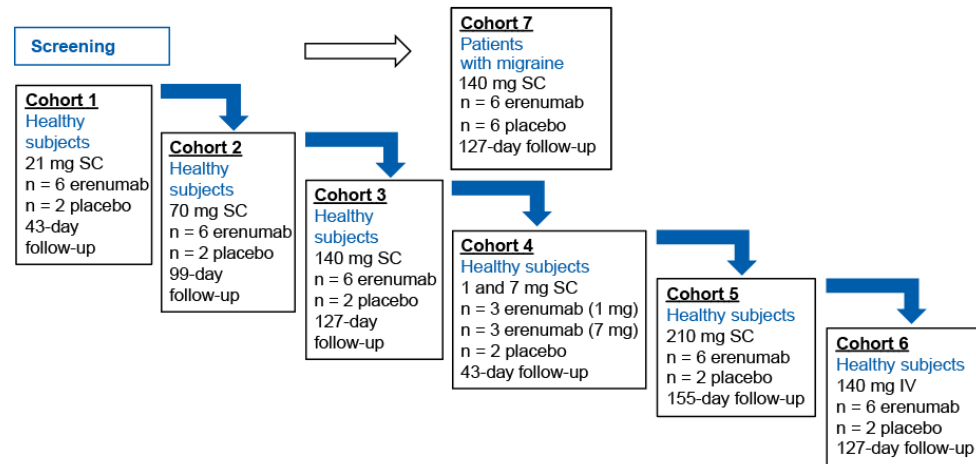 Screening
Cohort 7
Patients
with migraine
140 mg SC
n = 6 erenumab
n = 6 placebo
127-day follow-up
Cohort 1
Healthy
subjects
21 mg SC
n = 6 erenumab
n = 2 placebo
43-day
follow-up
Cohort 2
Healthy
subjects
70 mg SC
n = 6 erenumab
n = 2 placebo
99-day
follow-up
Cohort 3
Healthy
subjects
140 mg SC
n = 6 erenumab
n = 2 placebo
127-day
follow-up
Cohort 4
Healthy subjects
1 and 7 mg SC
n = 3 erenumab (1 mg)
n = 3 erenumab (7 mg)
n = 2 placebo
43-day follow-up
Cohort 5
Healthy subjects
210 mg SC
n = 6 erenumab
n = 2 placebo
155-day follow-up
Cohort 6
Healthy subjects
140 mg IV
n = 6 erenumab
n = 2 placebo
127-day follow-up